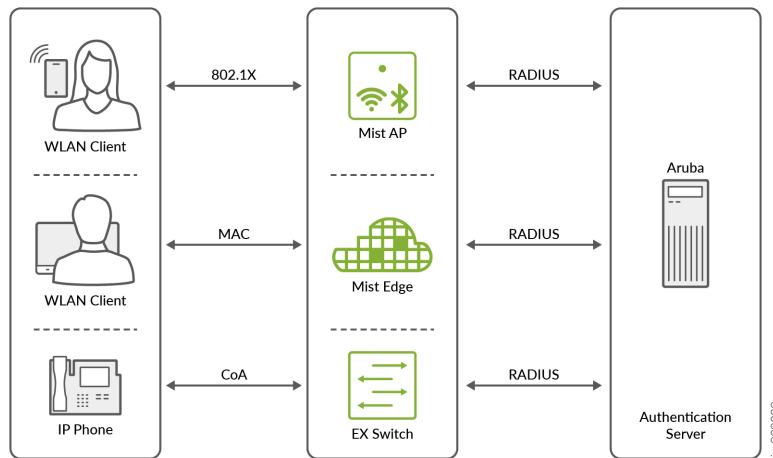 802.1X
RADIUS
WLAN Client
Mist AP
Aruba
MAC
RADIUS
WLAN Client
Mist Edge
CoA
RADIUS
IP Phone
EX Switch
Authentication
Server